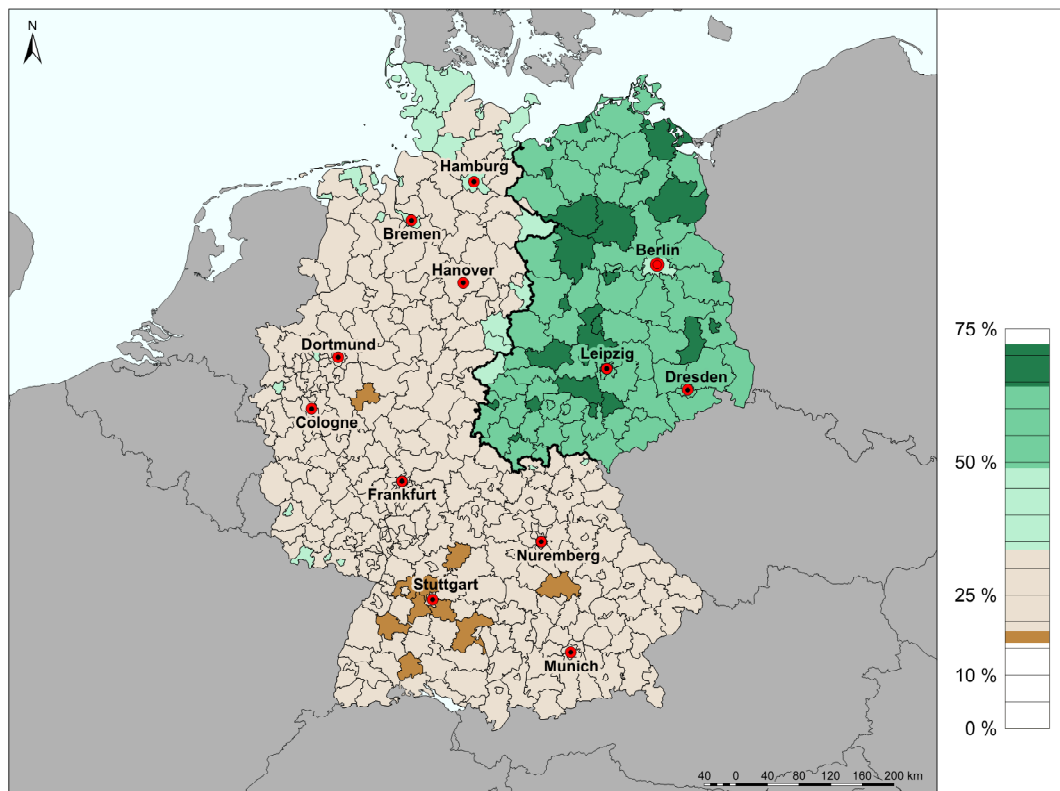 N
Hamburg
Bremen
Berlin
Hanover
Dortmund
Leipzig
Dresden
Cologne
Frankfurt
Nuremberg
Stuttgart
Munich
75 %
50 %
25 %
10 %
0 %
40 0 40 80 120 160 200 km